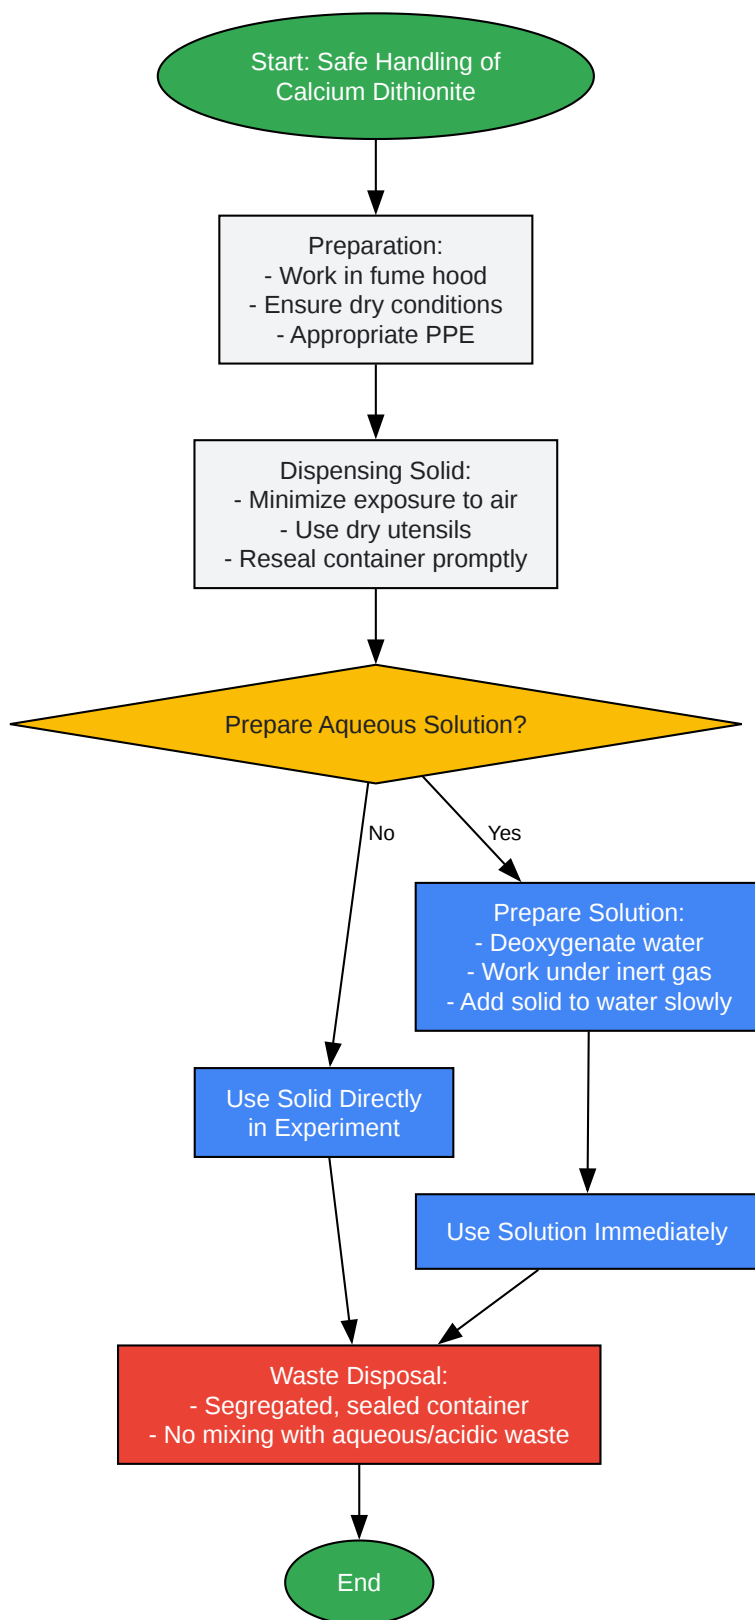 Start: Safe Handling of
Calcium Dithionite
Preparation:
- Work in fume hood
- Ensure dry conditions
- Appropriate PPE
Dispensing Solid:
- Minimize exposure to air
- Use dry utensils
- Reseal container promptly
Prepare Aqueous Solution?
No
Yes
Prepare Solution:
- Deoxygenate water
- Work under inert gas
- Add solid to water slowly
Use Solid Directly
in Experiment
Use Solution Immediately
Waste Disposal:
- Segregated, sealed container
- No mixing with aqueous/acidic waste
End